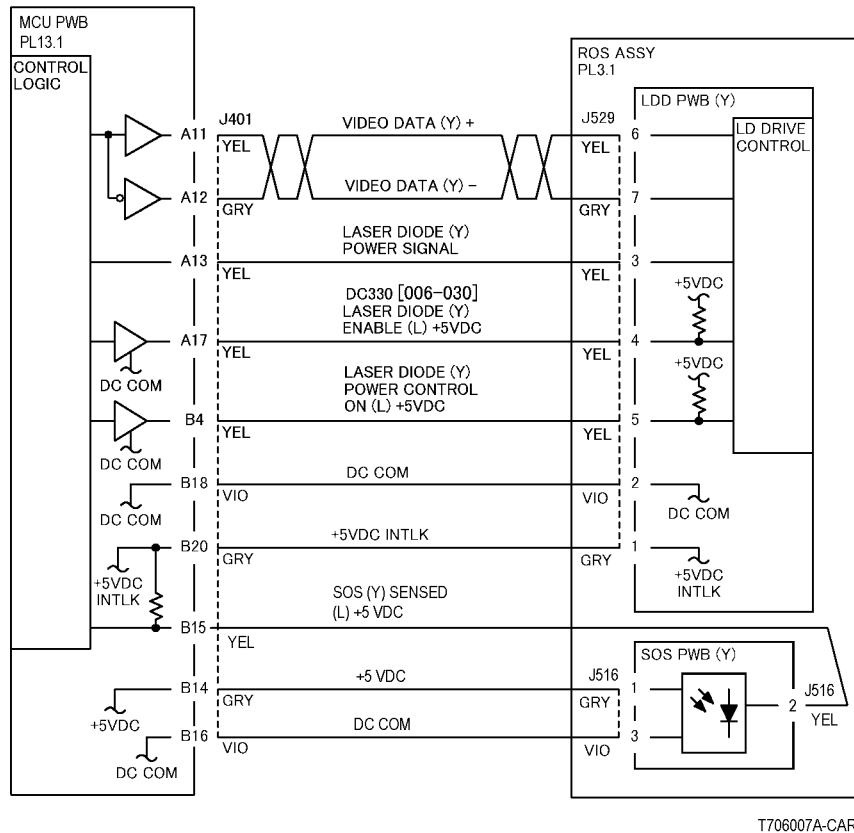 MCU PWB
PL13.1
CONTROL
LOGIC
ROS ASSY
PL3.1
LDD PWB (Y)
LD DRIVE
CONTROL
A11
J401
YEL
VIDEO DATA (Y) +
J529
YEL
6
A12
GRY
VIDEO DATA (Y) −
GRY
7
LASER DIODE (Y)
POWER SIGNAL
A13
YEL
YEL
3
DC330 [006-030]
LASER DIODE (Y)
ENABLE (L) +5VDC
+5VDC
A17
YEL
YEL
4
DC COM
LASER DIODE (Y)
POWER CONTROL
ON (L) +5VDC
+5VDC
B4
YEL
YEL
5
DC COM
B18
VIO
DC COM
VIO
2
DC COM
DC COM
B20
GRY
+5VDC INTLK
GRY
1
+5VDC
INTLK
+5VDC
INTLK
SOS (Y) SENSED
(L) +5 VDC
B15
YEL
SOS PWB (Y)
B14
GRY
+5 VDC
J516
GRY
1
2
J516
YEL
+5VDC
B16
VIO
DC COM
VIO
3
DC COM
T706007A-CAR